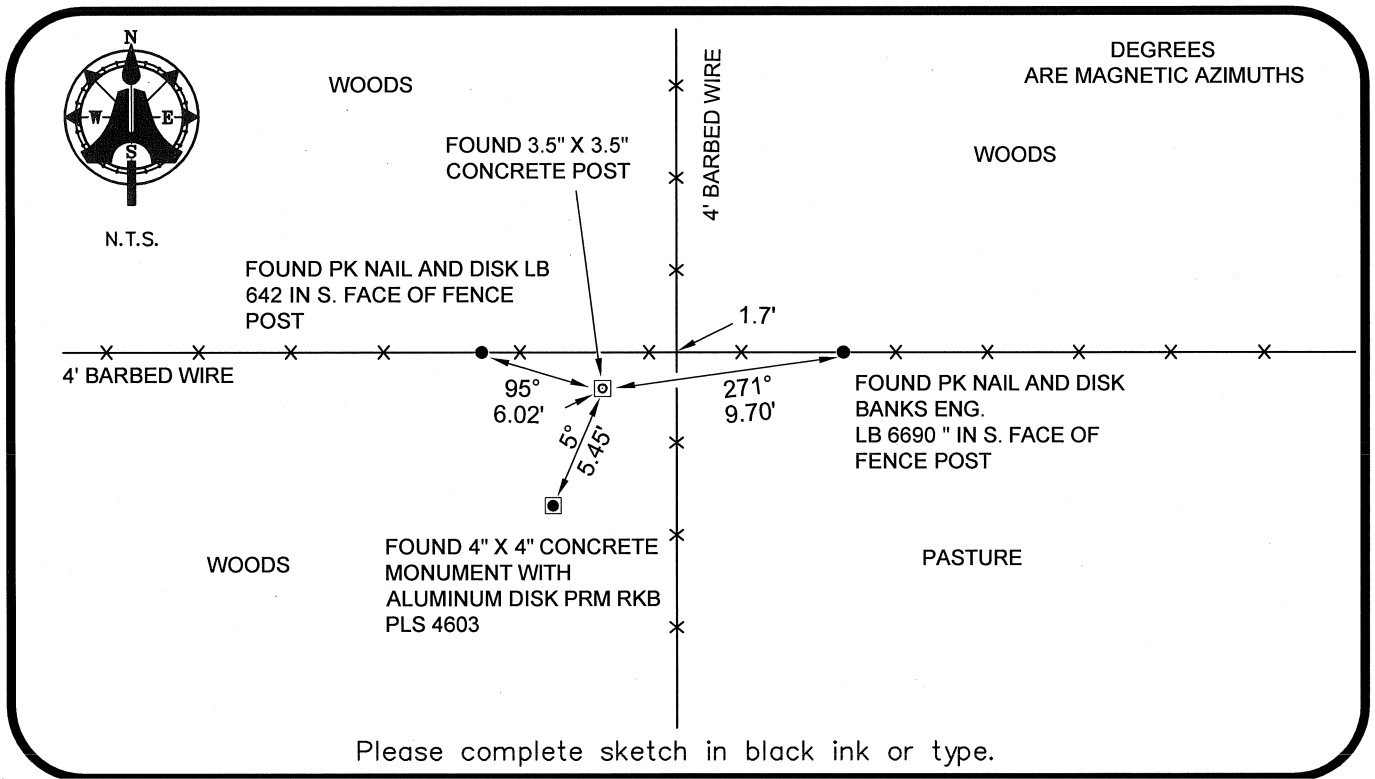 N
W
E
S
N.T.S.
WOODS
4' BARBED WIRE
DEGREES
ARE MAGNETIC AZIMUTHS
FOUND 3.5" X 3.5"
CONCRETE POST
WOODS
FOUND PK NAIL AND DISK LB
642 IN S. FACE OF FENCE
POST
1.7'
4' BARBED WIRE
95°
6.02'
271°
9.70'
5°
5.45'
FOUND PK NAIL AND DISK
BANKS ENG.
LB 6690 " IN S. FACE OF
FENCE POST
WOODS
FOUND 4" X 4" CONCRETE
MONUMENT WITH
ALUMINUM DISK PRM RKB
PLS 4603
PASTURE
Please complete sketch in black ink or type.